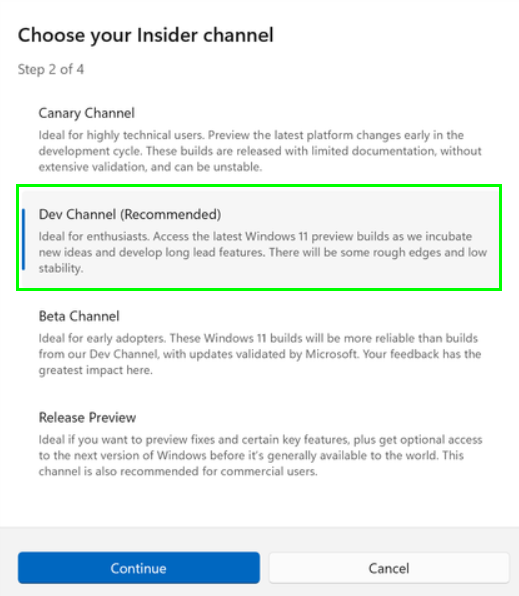 Choose your Insider channel
Step 2 of 4
Canary Channel
Ideal for highly technical users. Preview the latest platform changes early in the
development cycle. These builds are released with limited documentation, without
extensive validation, and can be unstable.
Dev Channel (Recommended)
Ideal for enthusiasts. Access the latest Windows 11 preview builds as we incubate
new ideas and develop long lead features. There will be some rough edges and low
stability.
Beta Channel
Ideal for early adopters. These Windows 11 builds will be more reliable than builds
from our Dev Channel, with updates validated by Microsoft. Your feedback has the
greatest impact here.
Release Preview
Ideal if you want to preview fixes and certain key features, plus get optional access
to the next version of Windows before it's generally available to the world. This
channel is also recommended for commercial users.
Continue
Cancel